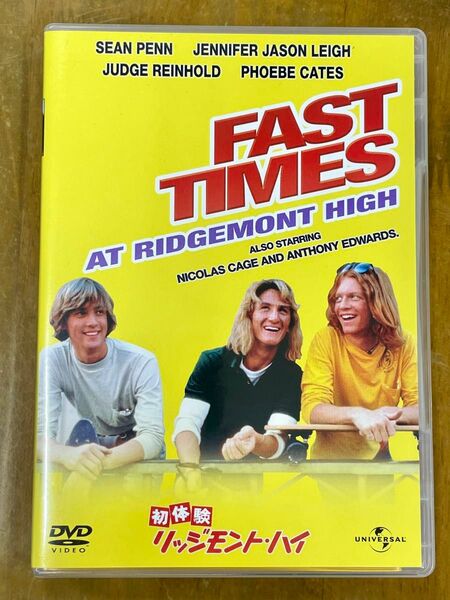 SEAN PENN JENNIFER JASON LEIGH
JUDGE REINHOLD PHOEBE CATES
FAST
TIMES
AT RIDGEMONT HIGH
ALSO STARRING
NICOLAS CAGE AND ANTHONY EDWARDS.
初体験
リッジモント・ハイ
DVD
VIDEO
UNIVERSAL